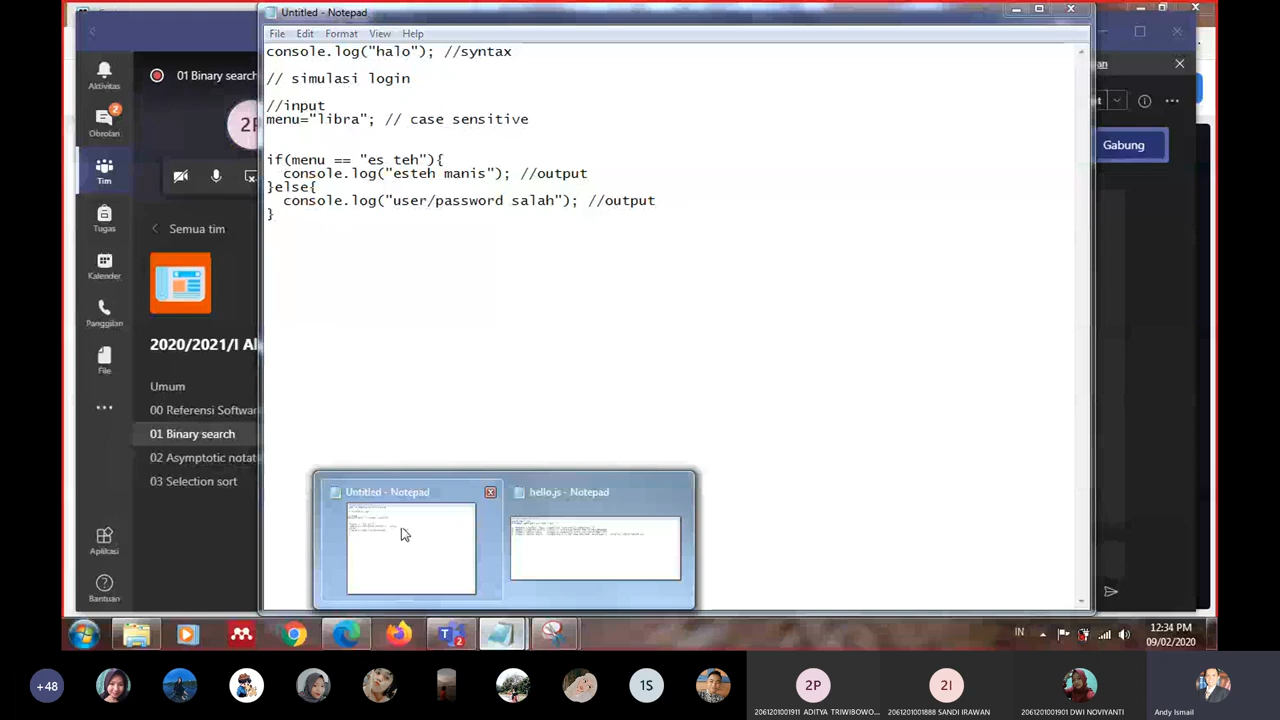 Untitled - Notepad
File Edit Format View Help
console.log("halo"); //syntax
// simulasi login
//input
menu="libra"; // case sensitive
if(menu == "es teh"){
console.log("esteh manis"); //output
}else{
console.log("user/password salah"); //output
}
Aktivitas
2
Obrolan
Tim
Tugas
Kalender
Panggilan
File
Aplikasi
Bantuan
01 Binary search
2P
Semua tim
2020/2021/I Al
Umum
00 Referensi Softwar
01 Binary search
02 Asymptotic notat
03 Selection sort
Gabung
Untitled - Notepad
hello.js - Notepad
IN
12:34 PM
09/02/2020
+48
1S
2P
2I
2061201001911 ADITYA TRIWIBOWO...
2061201001888 SANDI IRAWAN
2061201001901 DWI NOVIYANTI
Andy Ismail